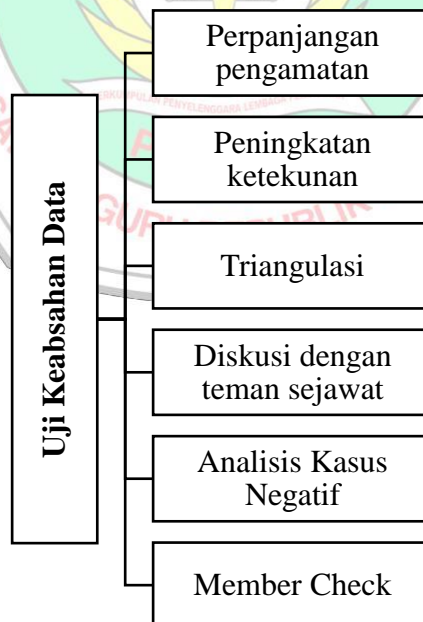 Uji Keabsahan Data
Perpanjangan
pengamatan
Peningkatan
ketekunan
Triangulasi
Diskusi dengan
teman sejawat
Analisis Kasus
Negatif
Member Check